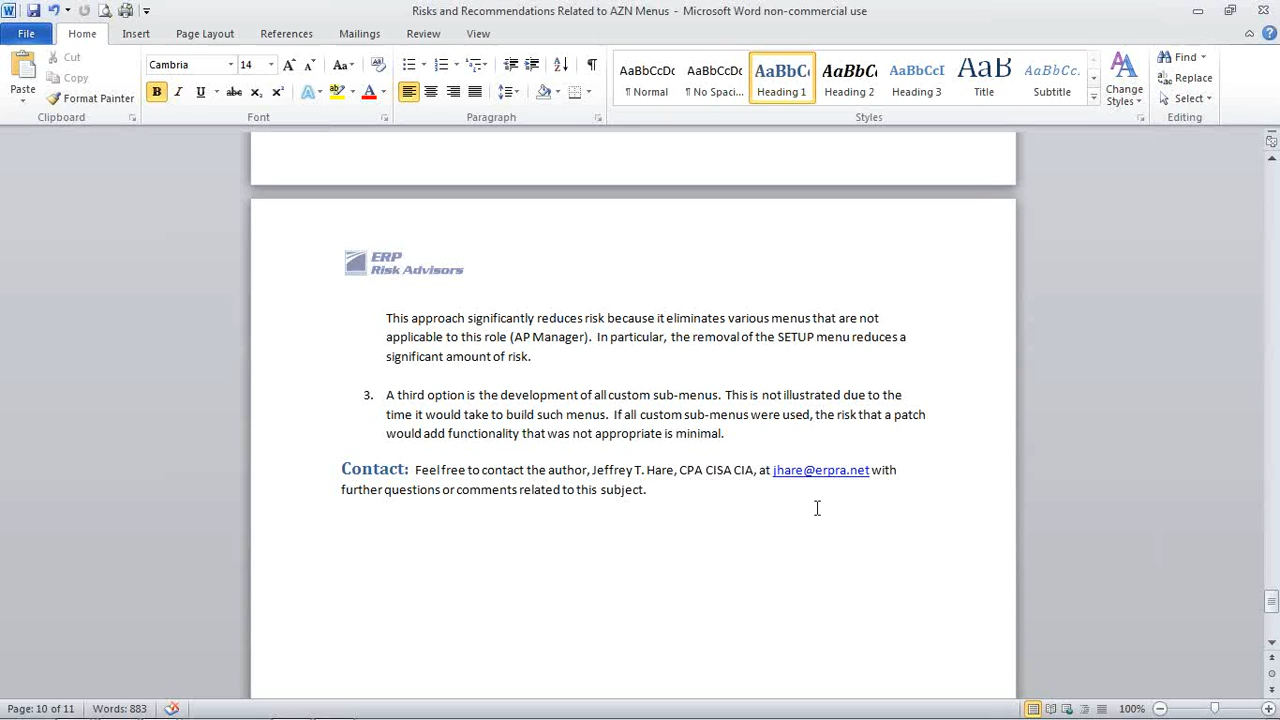 Risks and Recommendations Related to AZN Menus - Microsoft Word non-commercial use
File Home Insert Page Layout References Mailings Review View
Paste
Cut
Copy
Format Painter
Clipboard
Cambria 14
Font
Paragraph
AaBbCcDc AaBbCcDc AaBbC AaBbCc AaBbCcI AaB AaBbCc.
¶ Normal ¶ No Spaci... Heading 1 Heading 2 Heading 3 Title Subtitle
Change
Styles
Styles
Find
Replace
Select
Editing
ERP
Risk Advisors
This approach significantly reduces risk because it eliminates various menus that are not
applicable to this role (AP Manager). In particular, the removal of the SETUP menu reduces a
significant amount of risk.
3. A third option is the development of all custom sub-menus. This is not illustrated due to the
time it would take to build such menus. If all custom sub-menus were used, the risk that a patch
would add functionality that was not appropriate is minimal.
Contact: Feel free to contact the author, Jeffrey T. Hare, CPA CISA CIA, at jhare@erpra.net with
further questions or comments related to this subject.
Page: 10 of 11 Words: 883 100%